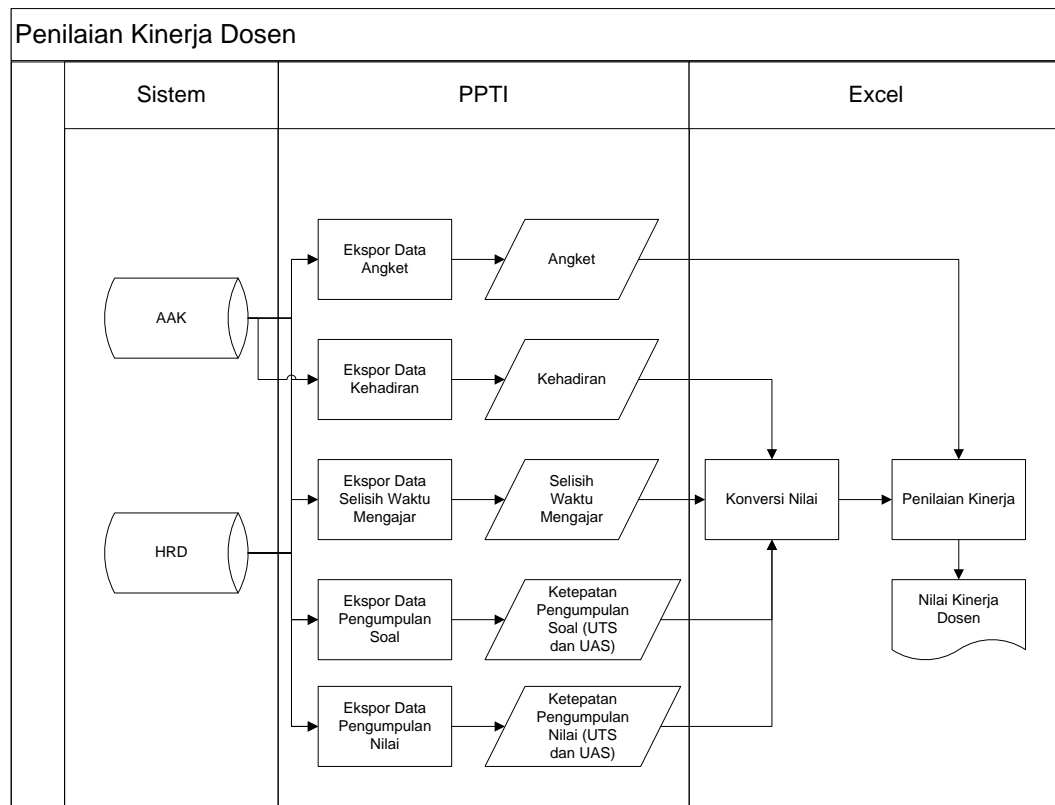 Penilaian Kinerja Dosen
Sistem
PPTI
Excel
Ekspor Data
Angket
Angket
AAK
Ekspor Data
Kehadiran
Kehadiran
Ekspor Data
Selisih Waktu
Mengajar
Selisih
Waktu
Mengajar
Konversi Nilai
Penilaian Kinerja
HRD
Ekspor Data
Pengumpulan
Soal
Ketepatan
Pengumpulan
Soal (UTS
dan UAS)
Nilai Kinerja
Dosen
Ekspor Data
Pengumpulan
Nilai
Ketepatan
Pengumpulan
Nilai (UTS
dan UAS)